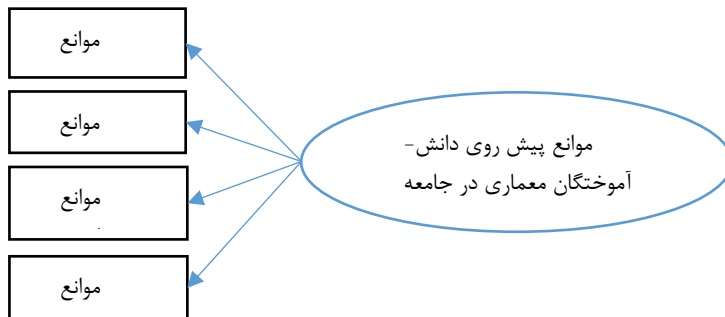 موانع پیش روی دانش-
آموختگان معماری در جامعه
موانع
موانع
موانع
موانع